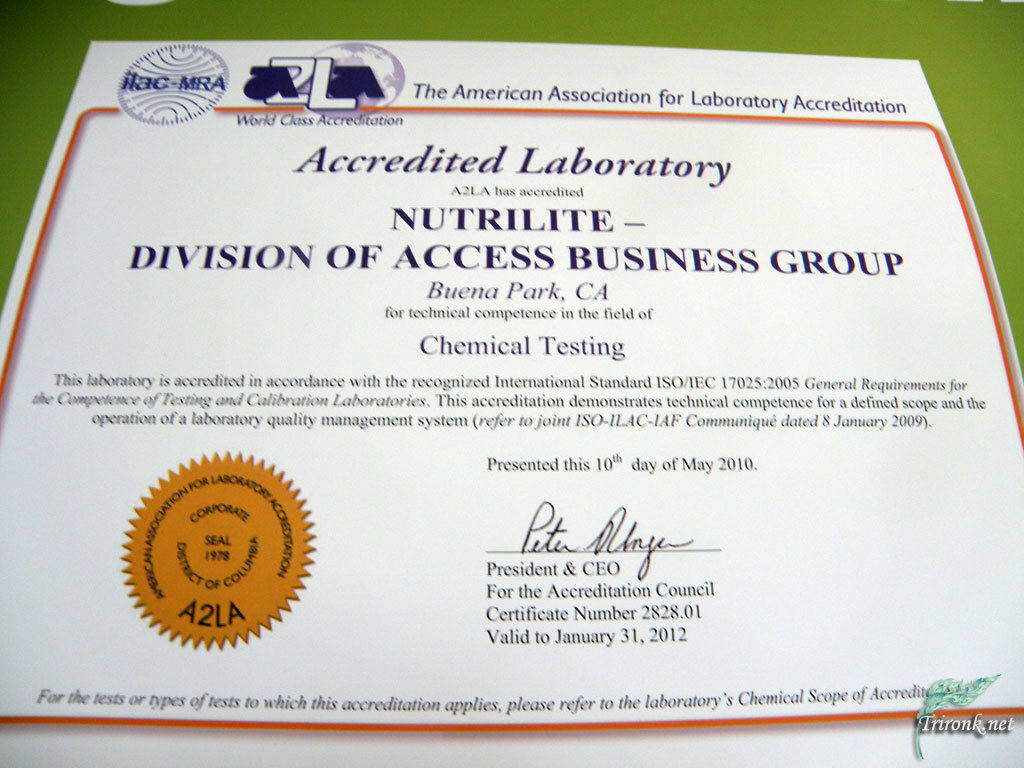 ilac-MRA
A2LA
World Class Accreditation
The American Association for Laboratory Accreditation
Accredited Laboratory
A2LA has accredited
NUTRILITE –
DIVISION OF ACCESS BUSINESS GROUP
Buena Park, CA
for technical competence in the field of
Chemical Testing
This laboratory is accredited in accordance with the recognized International Standard ISO/IEC 17025:2005 General Requirements for
the Competence of Testing and Calibration Laboratories. This accreditation demonstrates technical competence for a defined scope and the
operation of a laboratory quality management system (refer to joint ISO-ILAC-IAF Communiqué dated 8 January 2009).
Presented this 10th day of May 2010.
AMERICAN ASSOCIATION FOR LABORATORY ACCREDITATION
CORPORATE
SEAL
1978
DISTRICT OF COLUMBIA
A2LA
President & CEO
For the Accreditation Council
Certificate Number 2828.01
Valid to January 31, 2012
For the tests or types of tests to which this accreditation applies, please refer to the laboratory's Chemical Scope of Accredit
Trironk.net